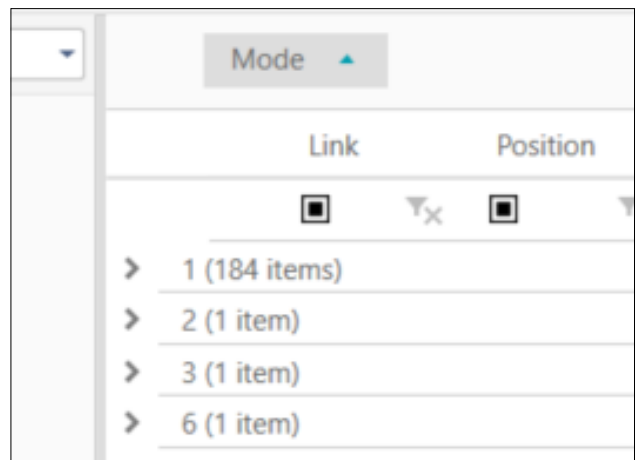 Mode
Link Position
1 (184 items)
2 (1 item)
3 (1 item)
6 (1 item)